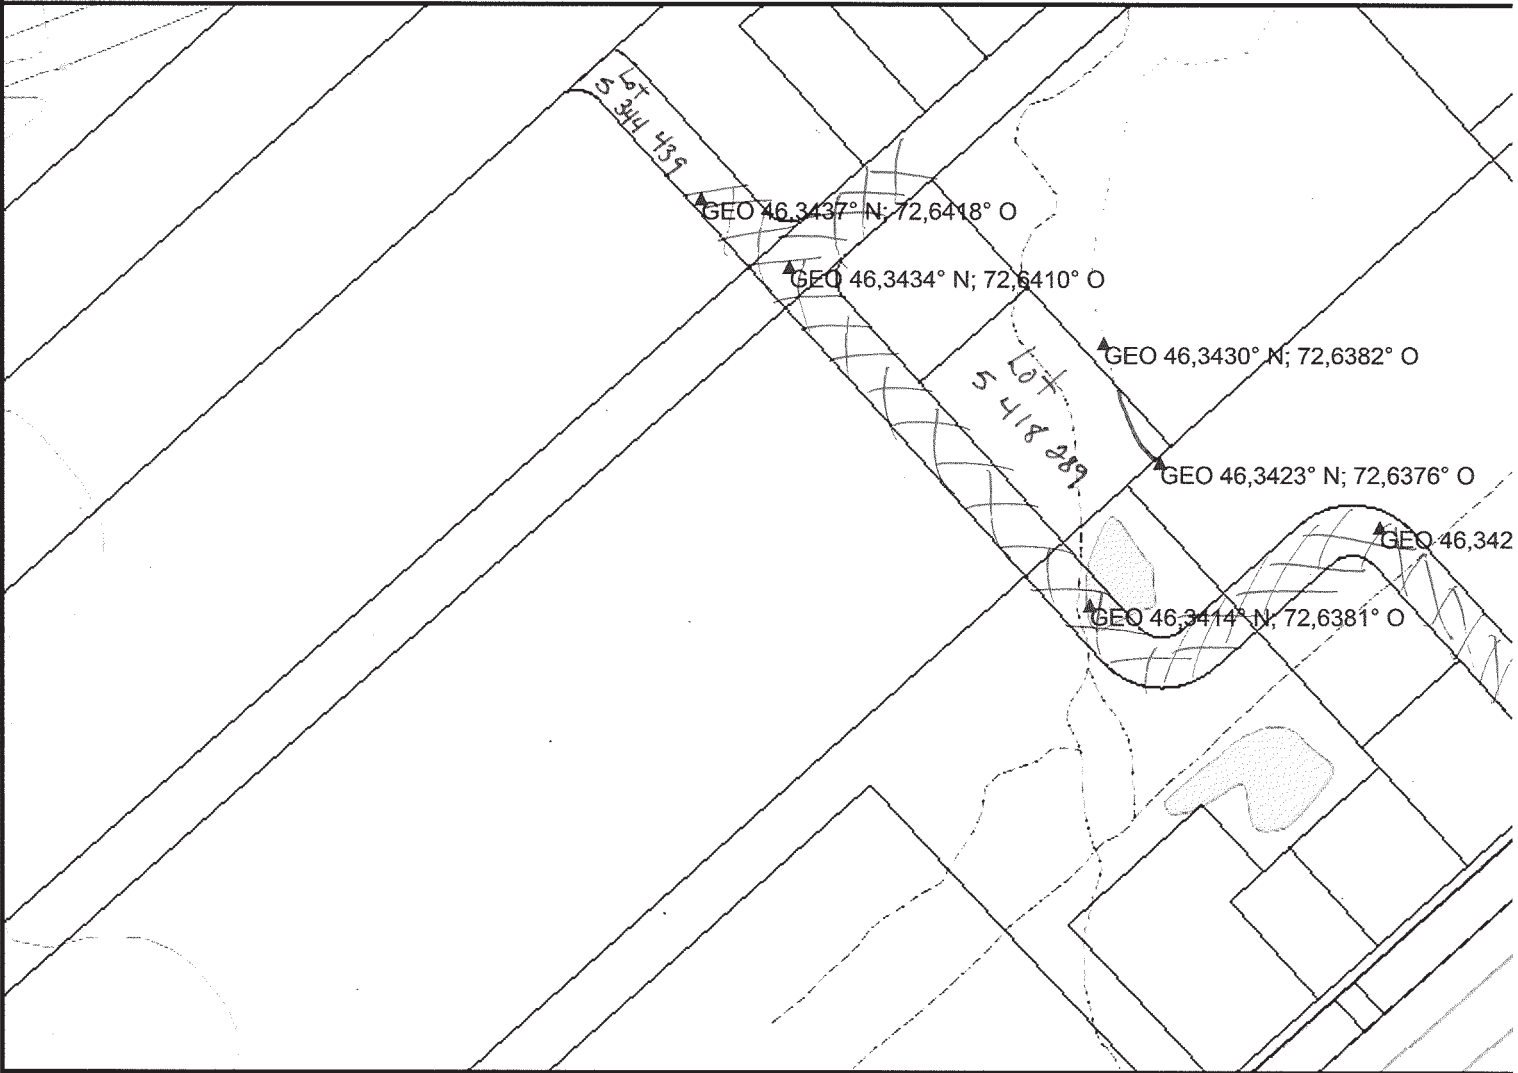 Lot
5 344 439
GEO 46,3437° N; 72,6418° O
GEO 46,3434° N; 72,6410° O
GEO 46,3430° N; 72,6382° O
Lot
5 418 289
GEO 46,3423° N; 72,6376° O
GEO 46,342
GEO 46,3414° N; 72,6381° O